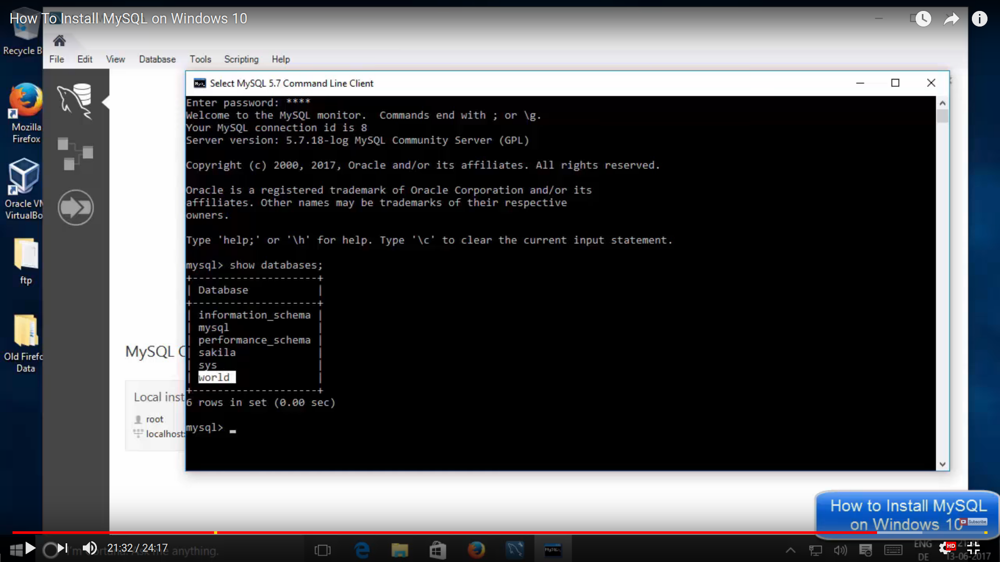 How To Install MySQL on Windows 10
Recycle B
File Edit View Database Tools Scripting Help
Select MySQL 5.7 Command Line Client
Enter password: ****
Welcome to the MySQL monitor.  Commands end with ; or \g.
Your MySQL connection id is 8
Server version: 5.7.18-log MySQL Community Server (GPL)
Copyright (c) 2000, 2017, Oracle and/or its affiliates. All rights reserved.
Oracle is a registered trademark of Oracle Corporation and/or its
affiliates. Other names may be trademarks of their respective
owners.
Type 'help;' or '\h' for help. Type '\c' to clear the current input statement.
mysql> show databases;
+--------------------+
| Database           |
+--------------------+
| information_schema |
| mysql              |
| performance_schema |
| sakila             |
| sys                |
| world              |
+--------------------+
6 rows in set (0.00 sec)
mysql> _
Mozilla
Firefox
Oracle VM
VirtualBo
ftp
Old Firefo
Data
MySQL C
Local inst
root
localhost:
How to Install MySQL
on Windows 10
Subscribe
21:32 / 24:17
I'm Cortana. Ask me anything.
MySQL
ENG
DE
HD
13-06-2017